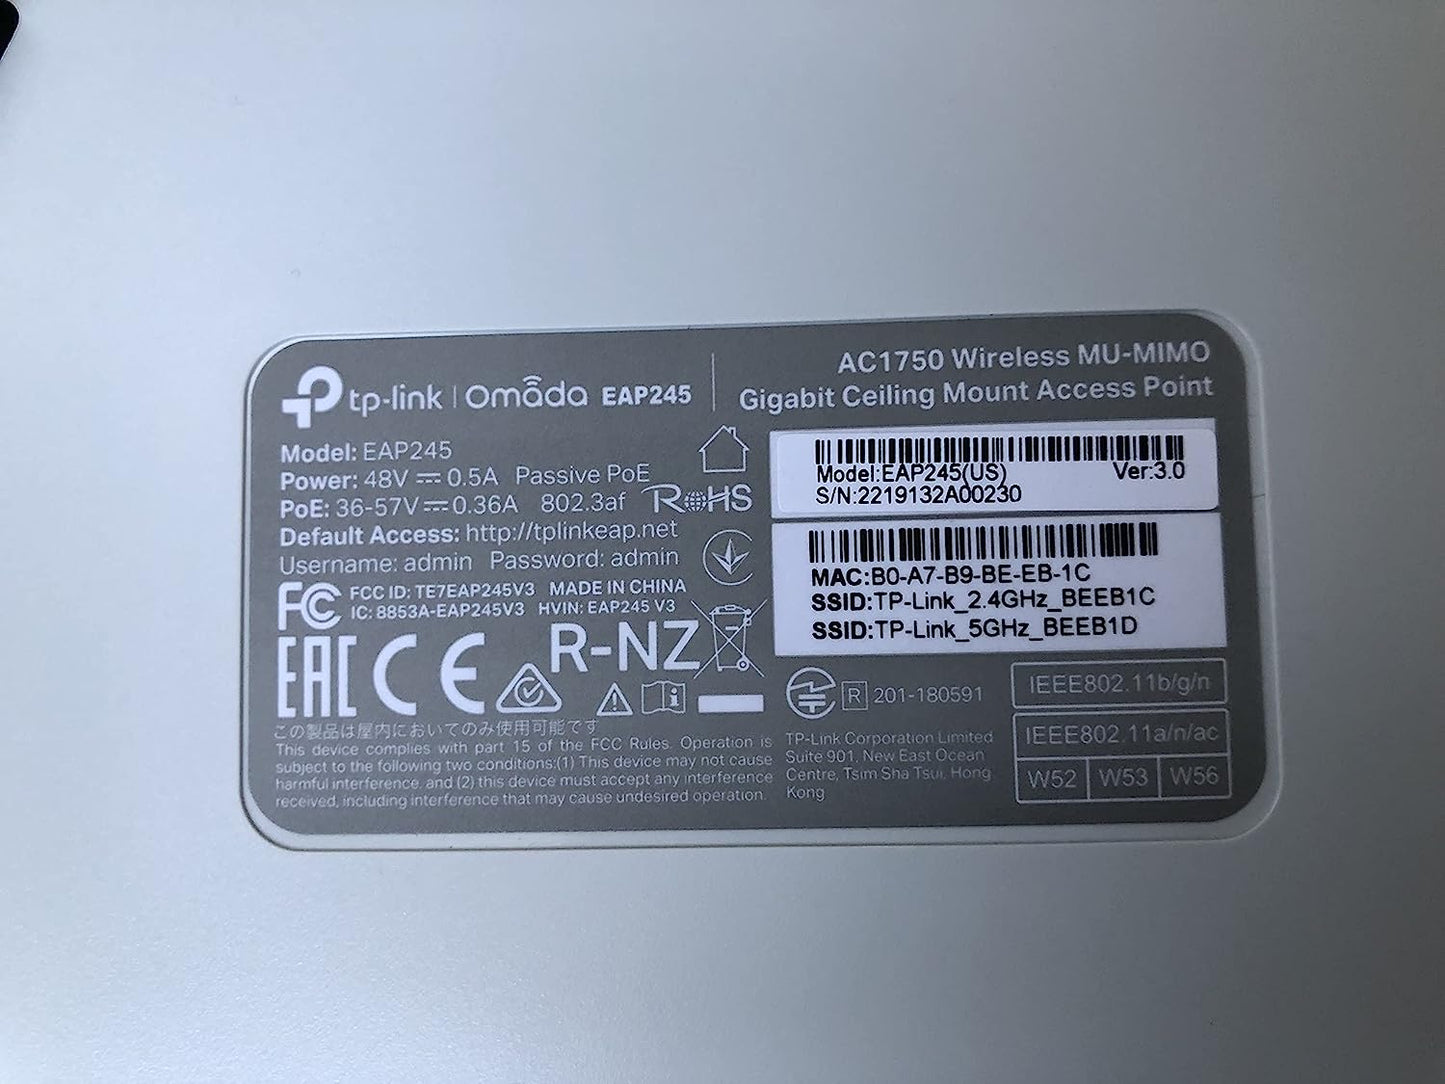 tp-link | omada EAP245
AC1750 Wireless MU-MIMO
Gigabit Ceiling Mount Access Point
Model: EAP245
Power: 48V⎓0.5A Passive PoE
PoE: 36-57V⎓0.36A 802.3af
RoHS
Default Access: http://tplinkeap.net
Username: admin Password: admin
FC FCC ID: TE7EAP245V3 MADE IN CHINA
IC: 8853A-EAP245V3 HVIN: EAP245 V3
EAC CE R-NZ
この製品は屋内においてのみ使用可能です
This device complies with part 15 of the FCC Rules. Operation is
subject to the following two conditions:(1) This device may not cause
harmful interference, and (2) this device must accept any interference
received, including interference that may cause undesired operation.
Model:EAP245(US) Ver:3.0
S/N:2219132A00230
MAC:B0-A7-B9-BE-EB-1C
SSID:TP-Link_2.4GHz_BEEB1C
SSID:TP-Link_5GHz_BEEB1D
R 201-180591
TP-Link Corporation Limited
Suite 901, New East Ocean
Centre, Tsim Sha Tsui, Hong
Kong
IEEE802.11b/g/n
IEEE802.11a/n/ac
W52 W53 W56